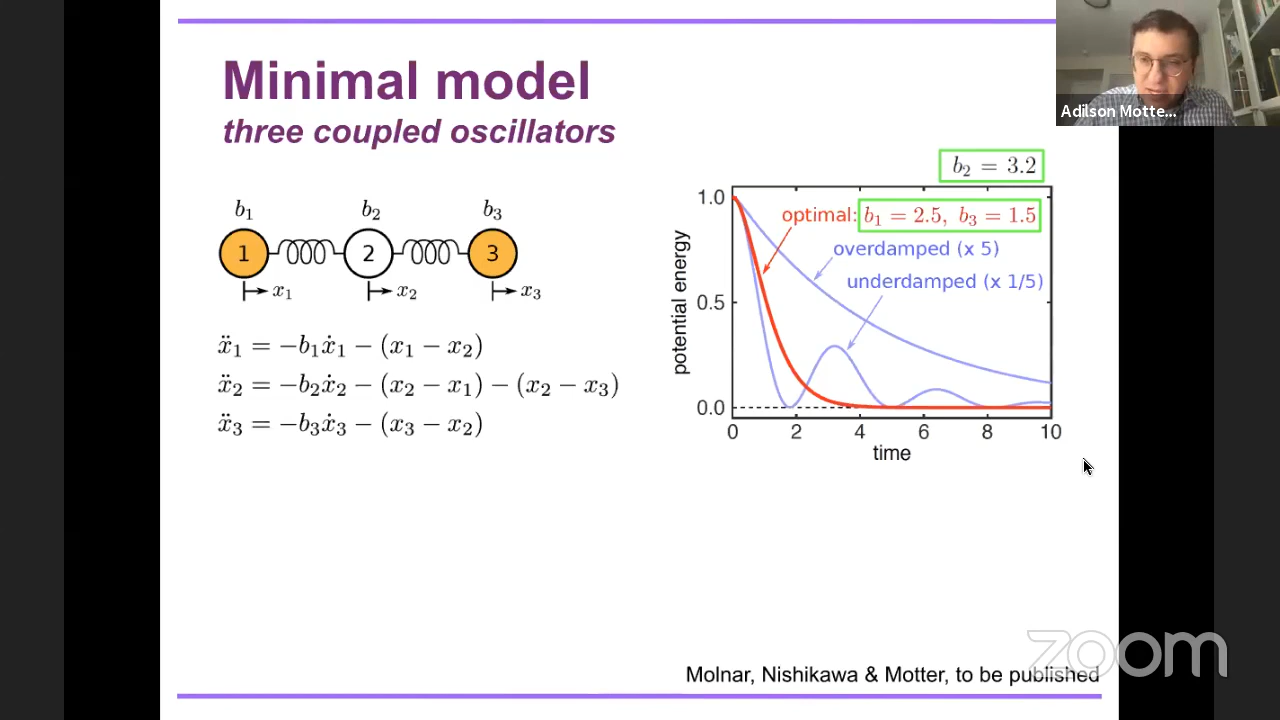 Minimal model
three coupled oscillators
Adilson Motte...
b₁ b₂ b₃
1 2 3
x₁ x₂ x₃
ẍ₁ = −b₁ẋ₁ − (x₁ − x₂)
ẍ₂ = −b₂ẋ₂ − (x₂ − x₁) − (x₂ − x₃)
ẍ₃ = −b₃ẋ₃ − (x₃ − x₂)
b₂ = 3.2
optimal: b₁ = 2.5, b₃ = 1.5
overdamped (x 5)
underdamped (x 1/5)
potential energy
1.0
0.5
0.0
0 2 4 6 8 10
time
zoom
Molnar, Nishikawa & Motter, to be published